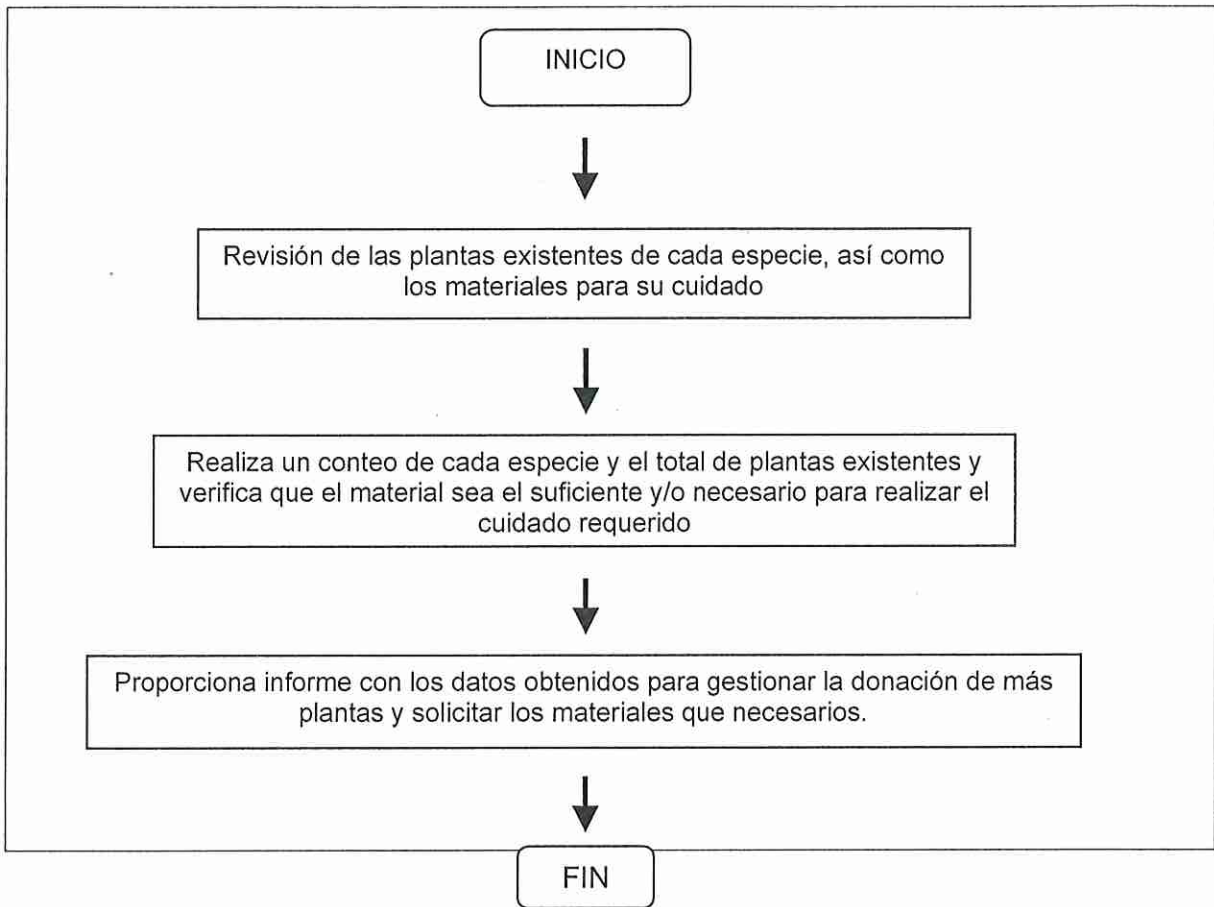 INICIO
Revisión de las plantas existentes de cada especie, así como
los materiales para su cuidado
Realiza un conteo de cada especie y el total de plantas existentes y
verifica que el material sea el suficiente y/o necesario para realizar el
cuidado requerido
Proporciona informe con los datos obtenidos para gestionar la donación de más
plantas y solicitar los materiales que necesarios.
FIN